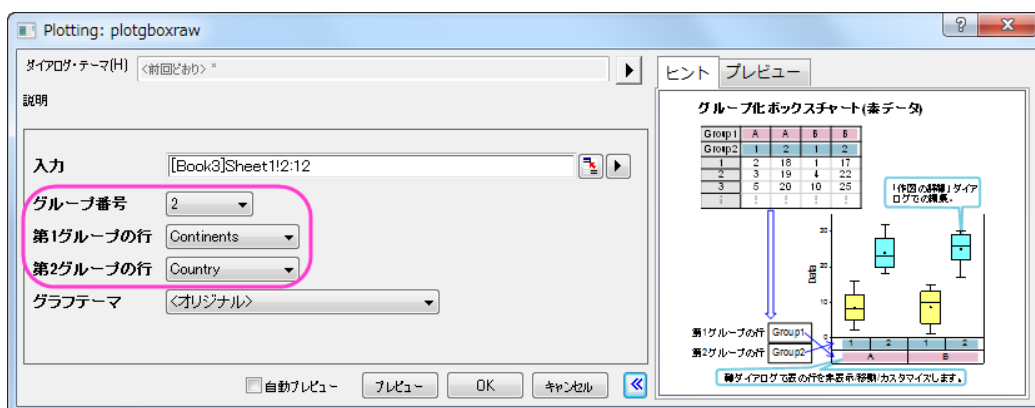 Plotting: plotgboxraw
ダイアログ・テーマ(H) <前回どおり> *
説明
入力 [Book3]Sheet1!2:12
グループ番号 2
第1グループの行 Continents
第2グループの行 Country
グラフテーマ <オリジナル>
自動プレビュー プレビュー OK キャンセル
ヒント プレビュー
グループ化ボックスチャート(素データ)
Group1 A A B B
Group2 1 2 1 2
1 2 18 1 17
2 3 19 4 22
3 5 20 10 25
「作図の詳細」ダイア
ログでの編集。
30
20
10
0
Data
1 2 1 2
A B
第1グループの行 Group1
第2グループの行 Group2
軸ダイアログで表の行を非表示/移動/カスタマイズします。